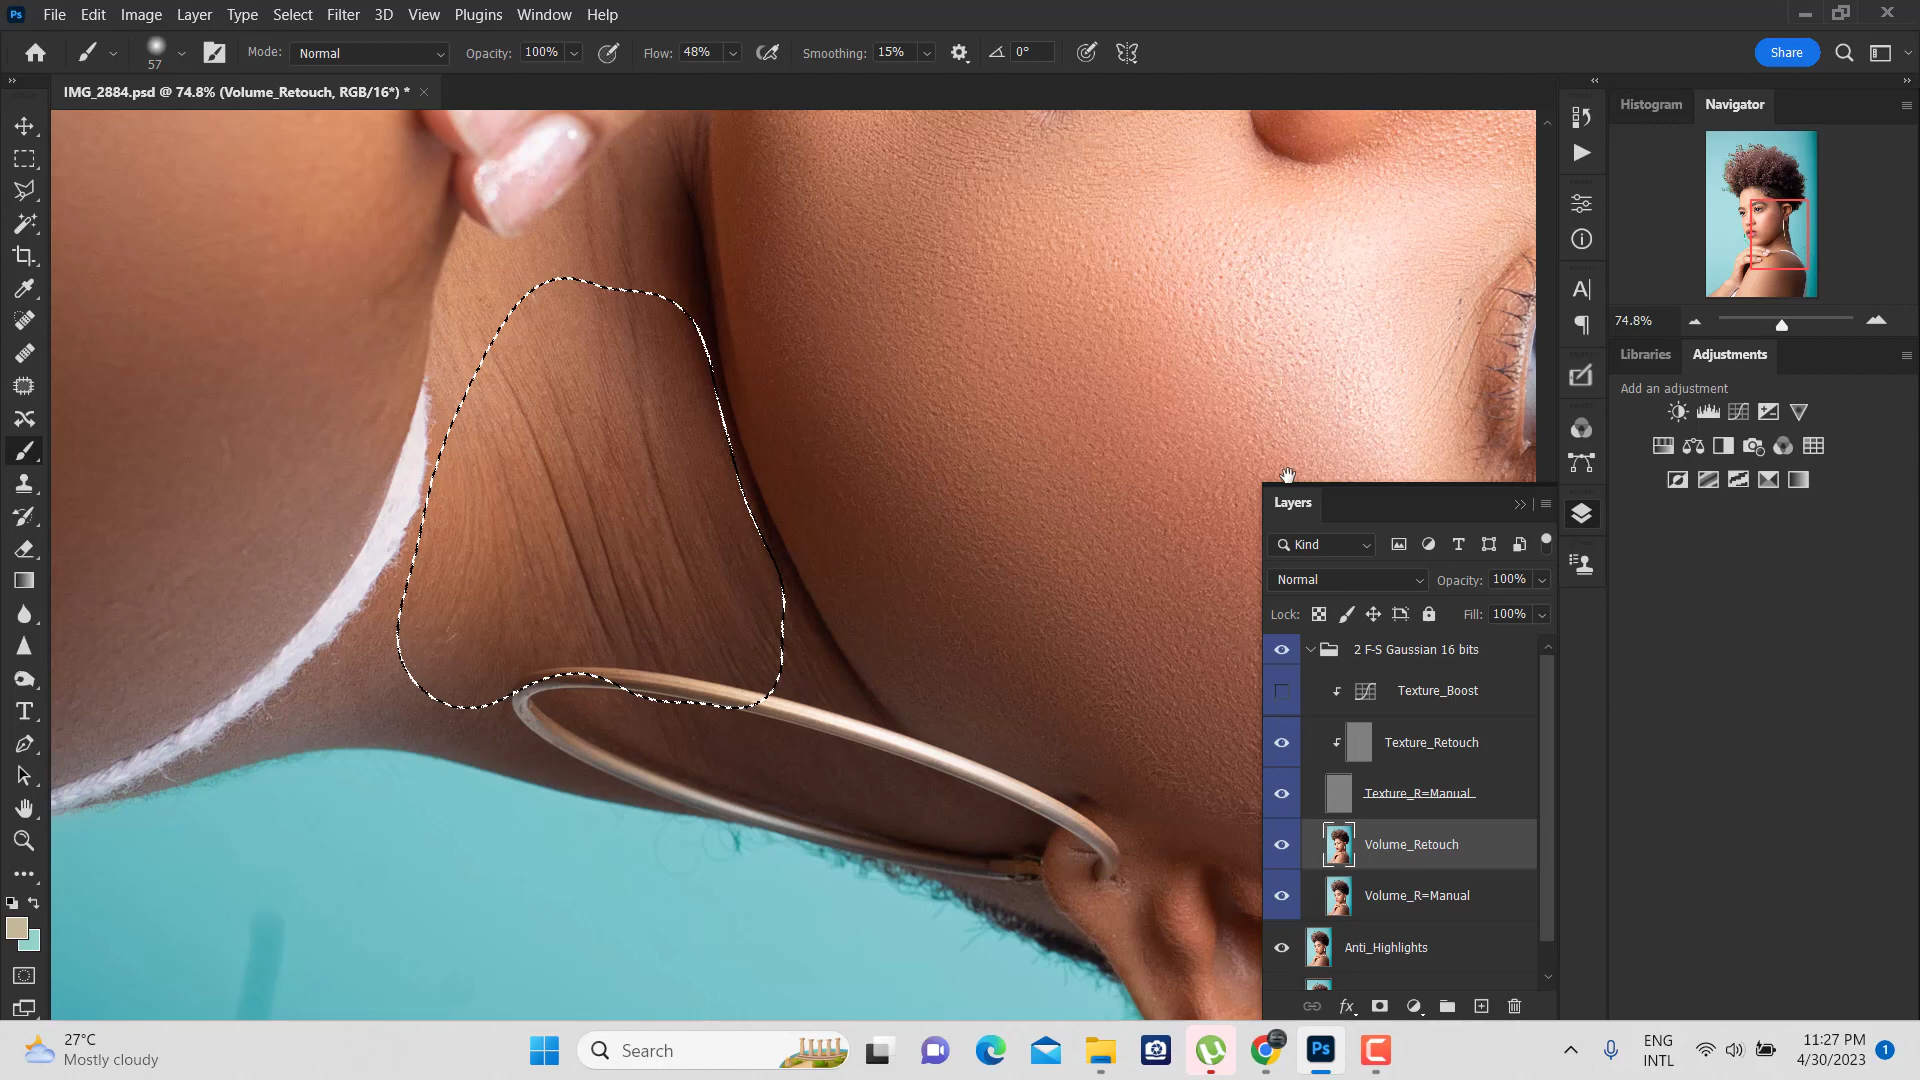 Ps File Edit Image Layer Type Select Filter 3D View Plugins Window Help
57 Mode: Normal Opacity: 100% Flow: 48% Smoothing: 15% 0° Share
IMG_2884.psd @ 74.8% (Volume_Retouch, RGB/16*) *
Histogram Navigator
74.8%
Libraries Adjustments
Add an adjustment
Layers
Kind
Normal Opacity: 100%
Lock: Fill: 100%
2 F-S Gaussian 16 bits
Texture_Boost
Texture_Retouch
Texture_R=Manual
Volume_Retouch
Volume_R=Manual
Anti_Highlights
fx
27°C
Mostly cloudy
Search
Ps
ENG
INTL
11:27 PM
4/30/2023
1